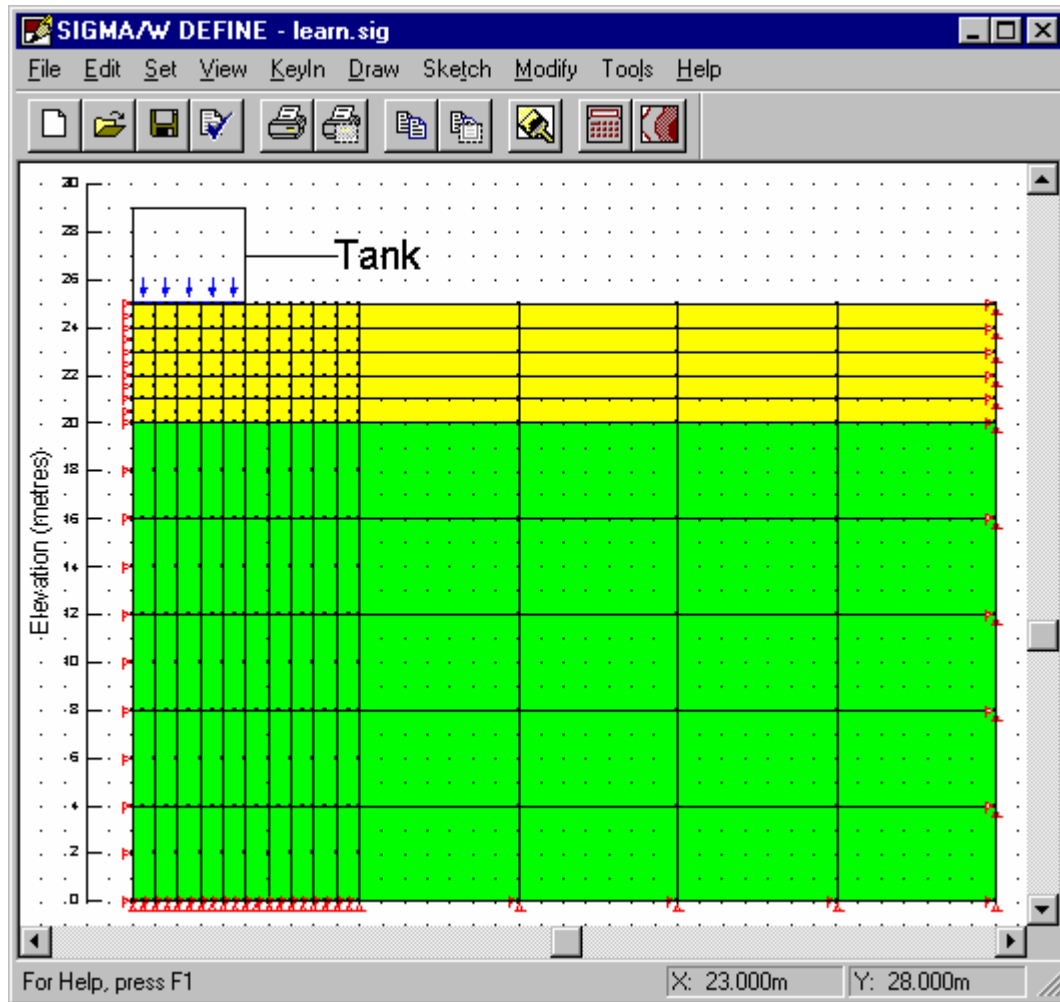 SIGMA/W DEFINE - learn.sig
File Edit Set View KeyIn Draw Sketch Modify Tools Help
30
28
Tank
26
24
22
20
18
16
14
12
10
8
6
4
2
0
Elevation (metres)
For Help, press F1
X: 23.000m
Y: 28.000m